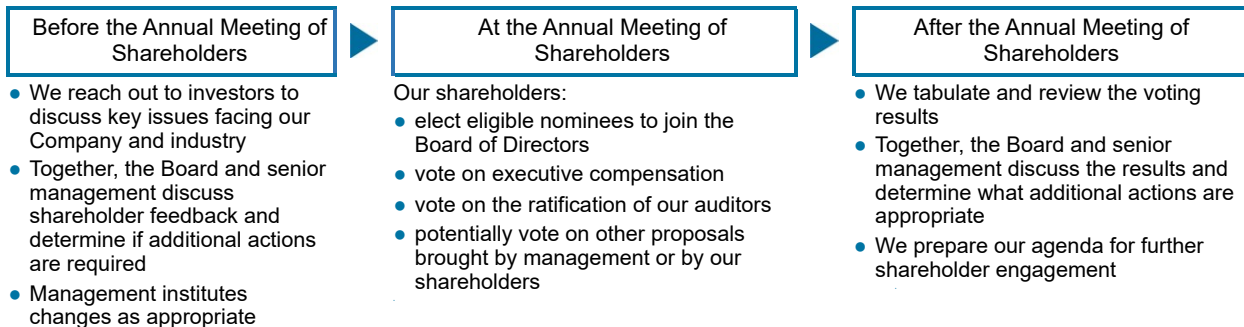 Before the Annual Meeting of
Shareholders
• We reach out to investors to
discuss key issues facing our
Company and industry
• Together, the Board and senior
management discuss
shareholder feedback and
determine if additional actions
are required
• Management institutes
changes as appropriate
At the Annual Meeting of
Shareholders
Our shareholders:
• elect eligible nominees to join the
Board of Directors
• vote on executive compensation
• vote on the ratification of our auditors
• potentially vote on other proposals
brought by management or by our
shareholders
After the Annual Meeting of
Shareholders
• We tabulate and review the voting
results
• Together, the Board and senior
management discuss the results and
determine what additional actions are
appropriate
• We prepare our agenda for further
shareholder engagement